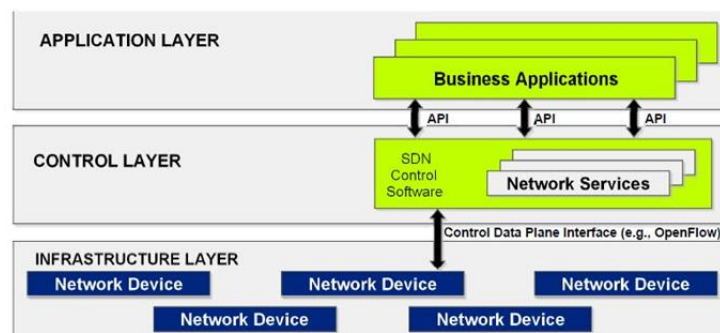 APPLICATION LAYER
Business Applications
API
API
API
CONTROL LAYER
SDN
Control
Software
Network Services
Control Data Plane Interface (e.g., OpenFlow)
INFRASTRUCTURE LAYER
Network Device
Network Device
Network Device
Network Device
Network Device